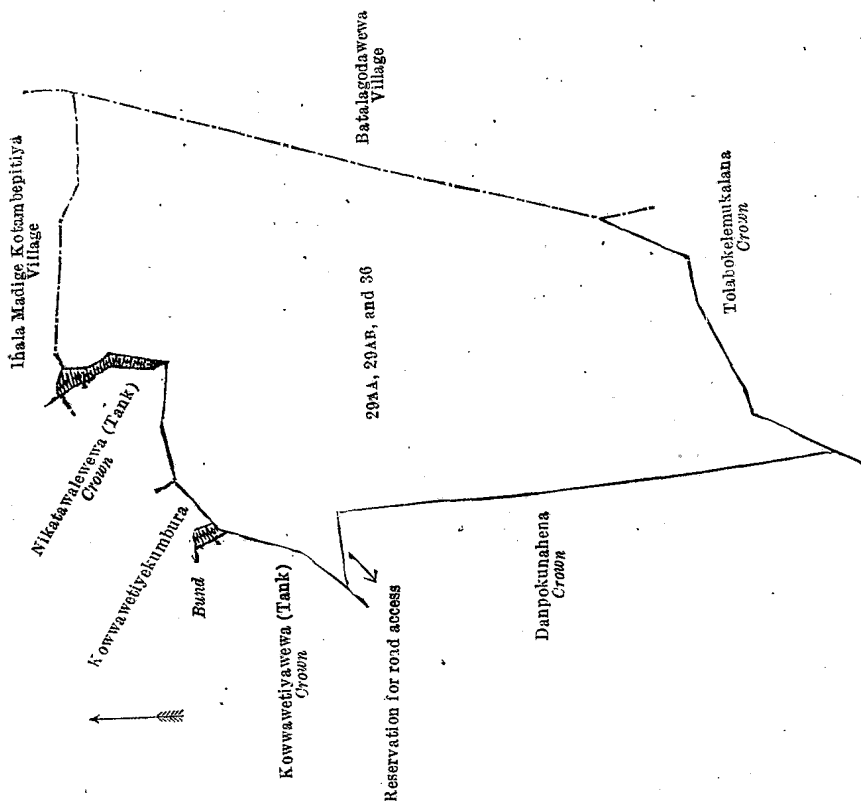 Ihala Madige Kotambepitiya
Village
Nikatawalewewa (Tank)
Crown
Kowwawetiyekumbura
Bund
Kowwawetiyawewa (Tank)
Crown
Reservation for road access
29AA, 29AB, and 36
Batalagodawewa
Village
Danpokunahena
Crown
Tolabokelemukalana
Crown